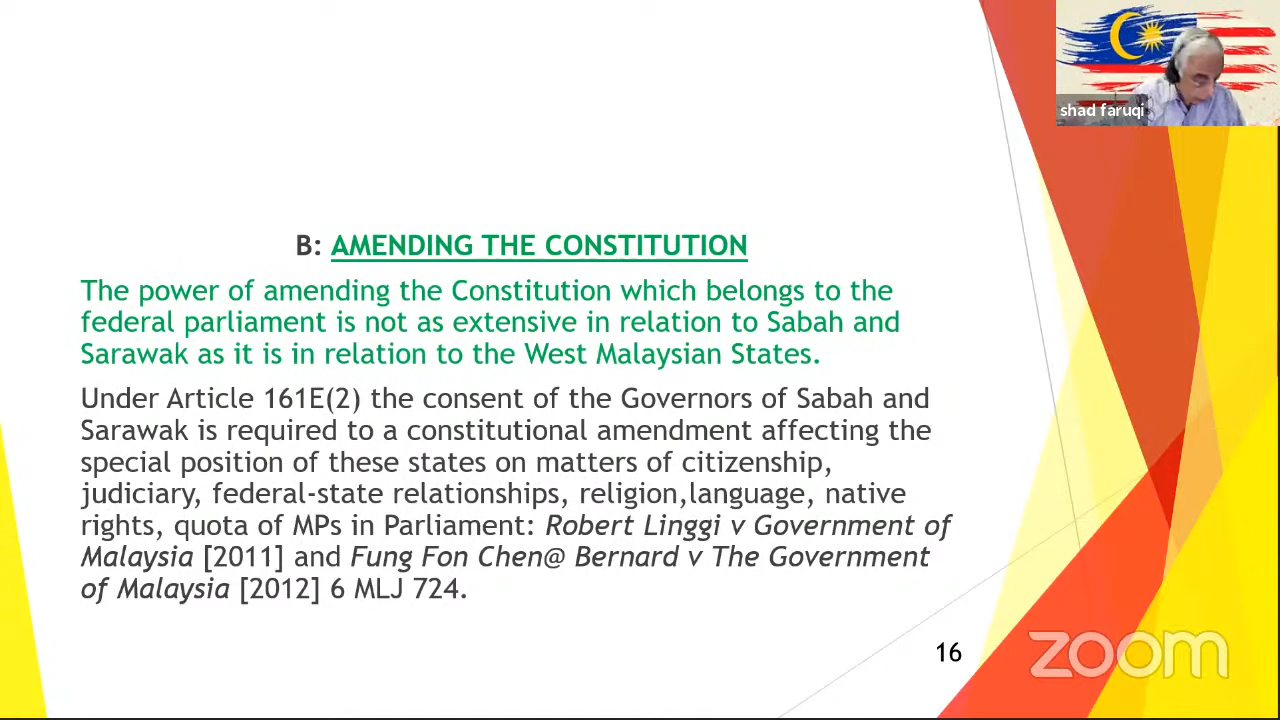 shad faruqi
B: AMENDING THE CONSTITUTION
The power of amending the Constitution which belongs to the
federal parliament is not as extensive in relation to Sabah and
Sarawak as it is in relation to the West Malaysian States.
Under Article 161E(2) the consent of the Governors of Sabah and
Sarawak is required to a constitutional amendment affecting the
special position of these states on matters of citizenship,
judiciary, federal-state relationships, religion,language, native
rights, quota of MPs in Parliament: Robert Linggi v Government of
Malaysia [2011] and Fung Fon Chen@ Bernard v The Government
of Malaysia [2012] 6 MLJ 724.
16
zoom